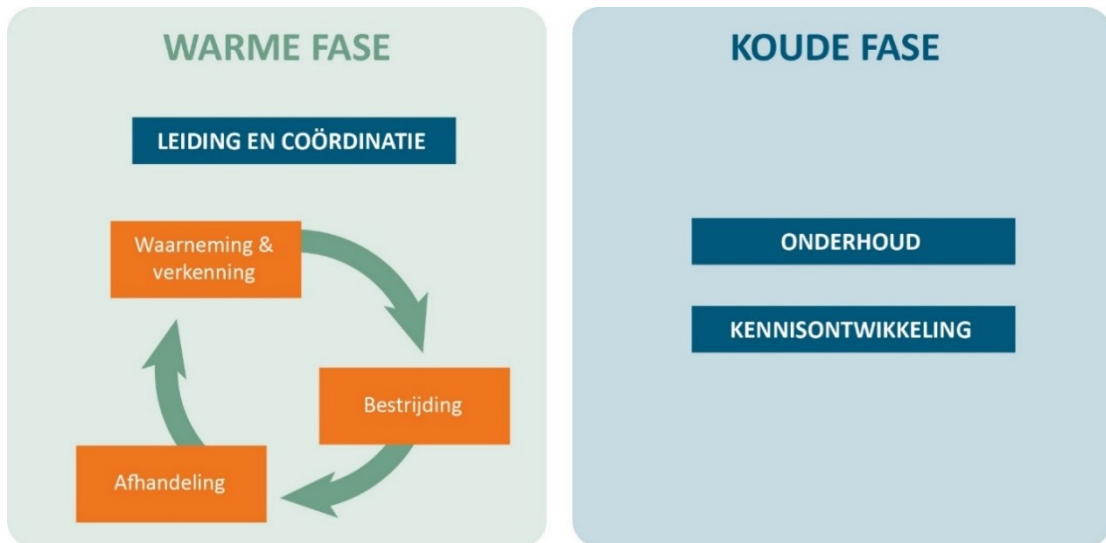 WARME FASE
LEIDING EN COÖRDINATIE
Waarneming &
verkenning
Bestrijding
Afhandeling
KOUDE FASE
ONDERHOUD
KENNISONTWIKKELING